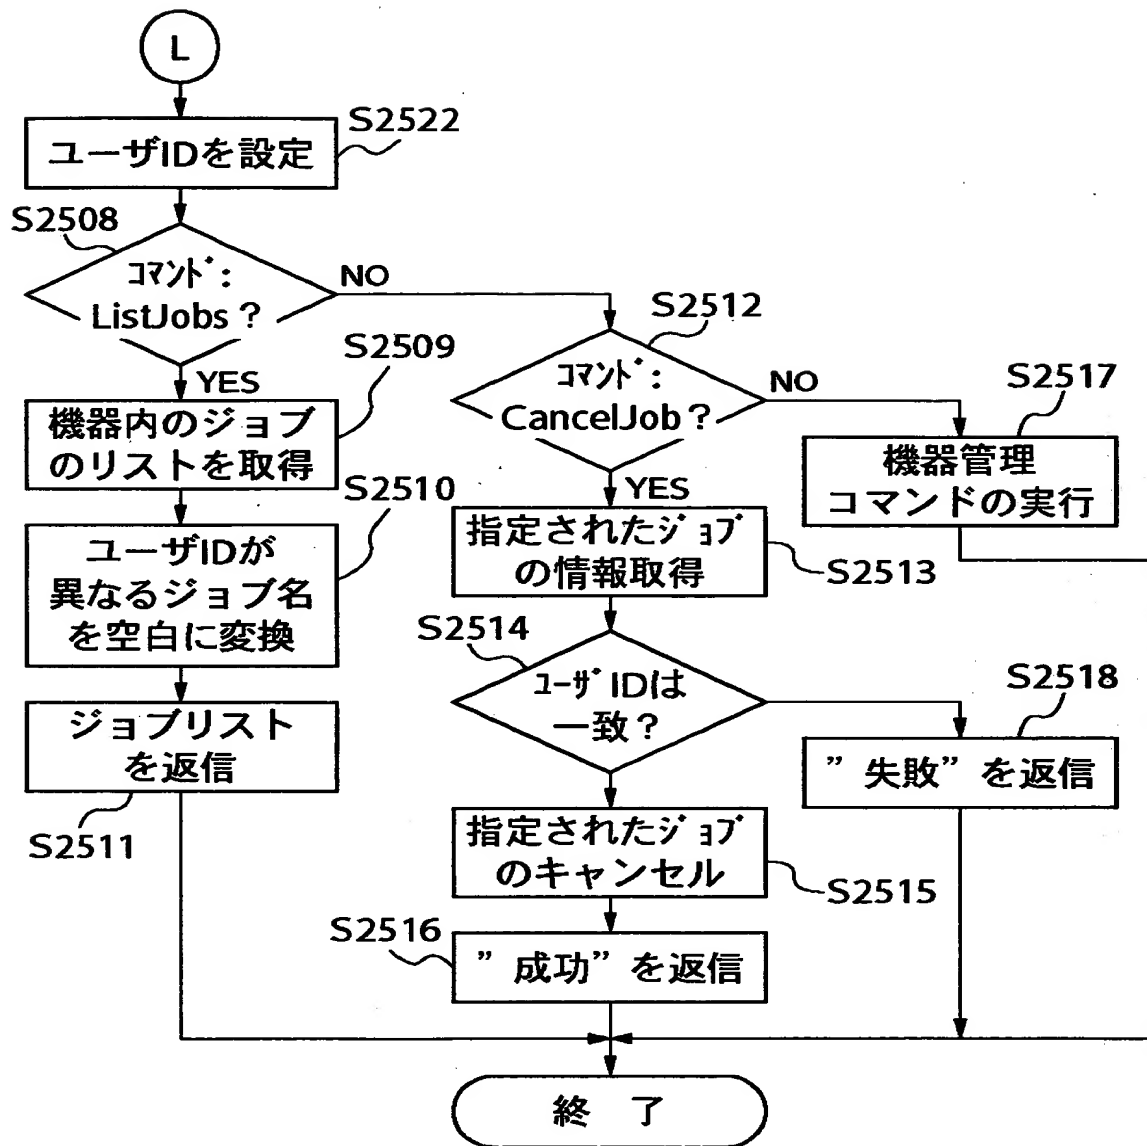 L
S2522
ユーザIDを設定
S2508
ｺﾏﾝﾄﾞ:
ListJobs?
NO
YES
S2509
機器内のジョブ
のリストを取得
S2510
ユーザIDが
異なるジョブ名
を空白に変換
ジョブリスト
を返信
S2511
S2512
ｺﾏﾝﾄﾞ:
CancelJob?
NO
YES
S2517
機器管理
コマンドの実行
指定されたｼﾞｮﾌﾞ
の情報取得
S2513
S2514
ﾕｰｻﾞIDは
一致?
S2518
”失敗”を返信
指定されたｼﾞｮﾌﾞ
のキャンセル
S2515
S2516
”成功”を返信
終 了